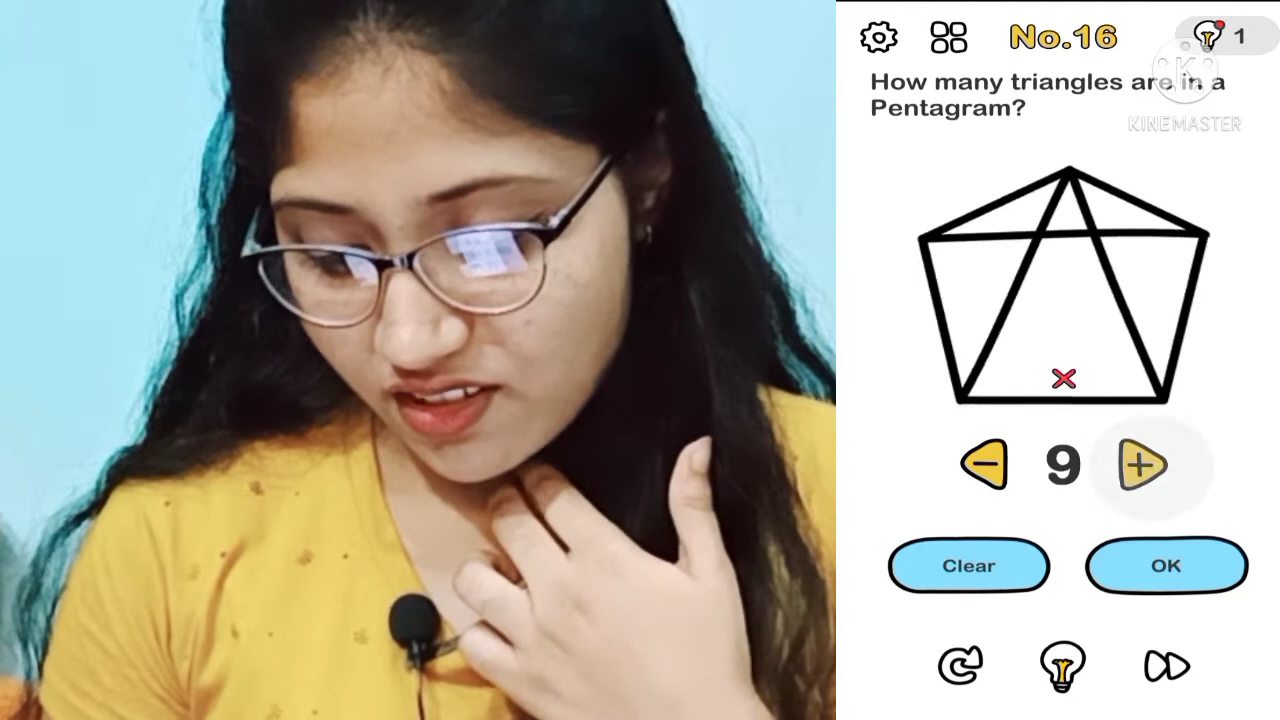 No.16
1
How many triangles are in a
Pentagram?
KINEMASTER
9
Clear
OK